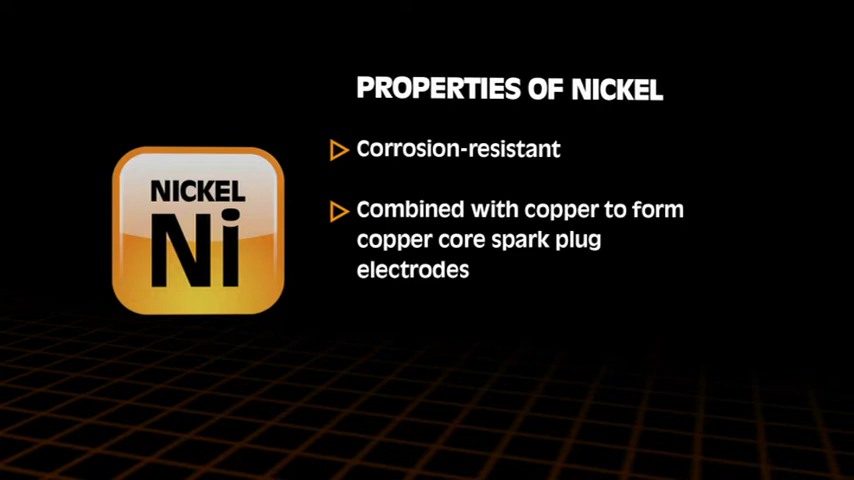 PROPERTIES OF NICKEL
Corrosion-resistant
NICKEL
Ni
Combined with copper to form
copper core spark plug
electrodes